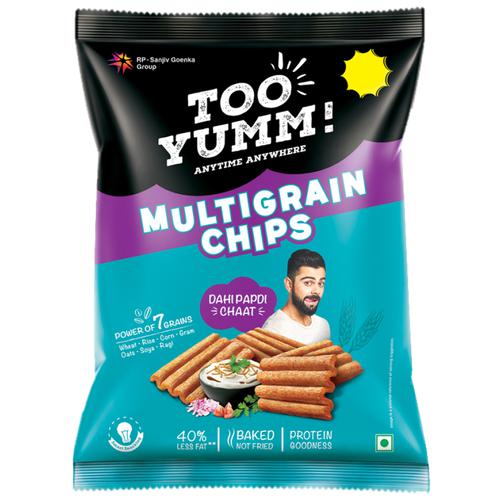 RP-Sanjiv Goenka
Group
TOO
YUMM!
ANYTIME ANYWHERE
MULTIGRAIN
CHIPS
DAHI PAPDI
CHAAT
POWER OF 7 GRAINS
Wheat • Rice • Corn • Gram
Oats • Soya • Ragi
40%
LESS FAT**
BAKED
NOT FRIED
PROTEIN
GOODNESS